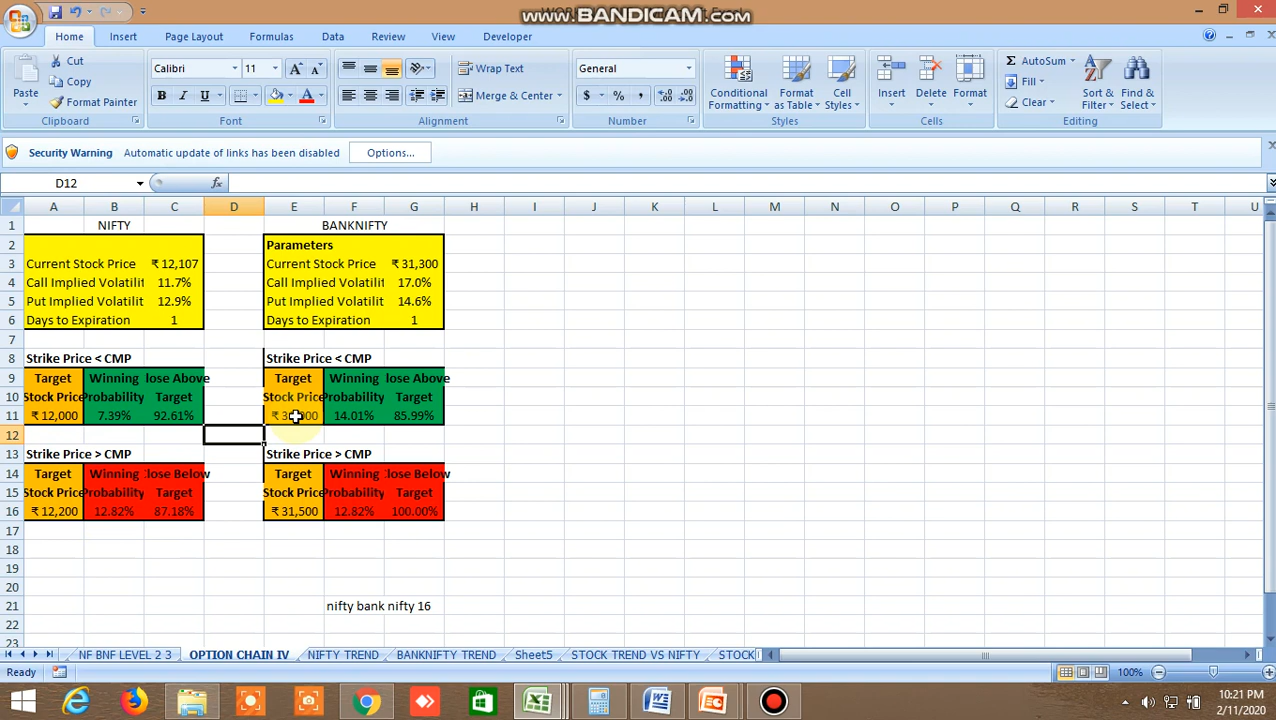 www.BANDICAM.com
Home Insert Page Layout Formulas Data Review View Developer
Paste
Cut
Copy
Format Painter
Clipboard
Calibri 11
B I U
Font
Wrap Text
Merge & Center
Alignment
General
$ % ,
Number
Conditional Formatting
Format as Table
Cell Styles
Styles
Insert Delete Format
Cells
AutoSum
Fill
Clear
Sort & Filter
Find & Select
Editing
Security Warning Automatic update of links has been disabled Options...
D12 fx
A B C D E F G H I J K L M N O P Q R S T U
1 NIFTY BANKNIFTY
2 Parameters
3 Current Stock Price ₹ 12,107 Current Stock Price ₹ 31,300
4 Call Implied Volatilit 11.7% Call Implied Volatilit 17.0%
5 Put Implied Volatilit 12.9% Put Implied Volatilit 14.6%
6 Days to Expiration 1 Days to Expiration 1
7
8 Strike Price < CMP Strike Price < CMP
9 Target Winning lose Above Target Winning lose Above
10 Stock Price Probability Target Stock Price Probability Target
11 ₹ 12,000 7.39% 92.61% 14.01% 85.99%
12
13 Strike Price > CMP Strike Price > CMP
14 Target Winning lose Below Target Winning lose Below
15 Stock Price Probability Target Stock Price Probability Target
16 ₹ 12,200 12.82% 87.18% ₹ 31,500 12.82% 100.00%
17
18
19
20
21 nifty bank nifty 16
22
23
NF BNF LEVEL 2 3 OPTION CHAIN IV NIFTY TREND BANKNIFTY TREND Sheet5 STOCK TREND VS NIFTY STOCK
Ready 100%
10:21 PM
2/11/2020